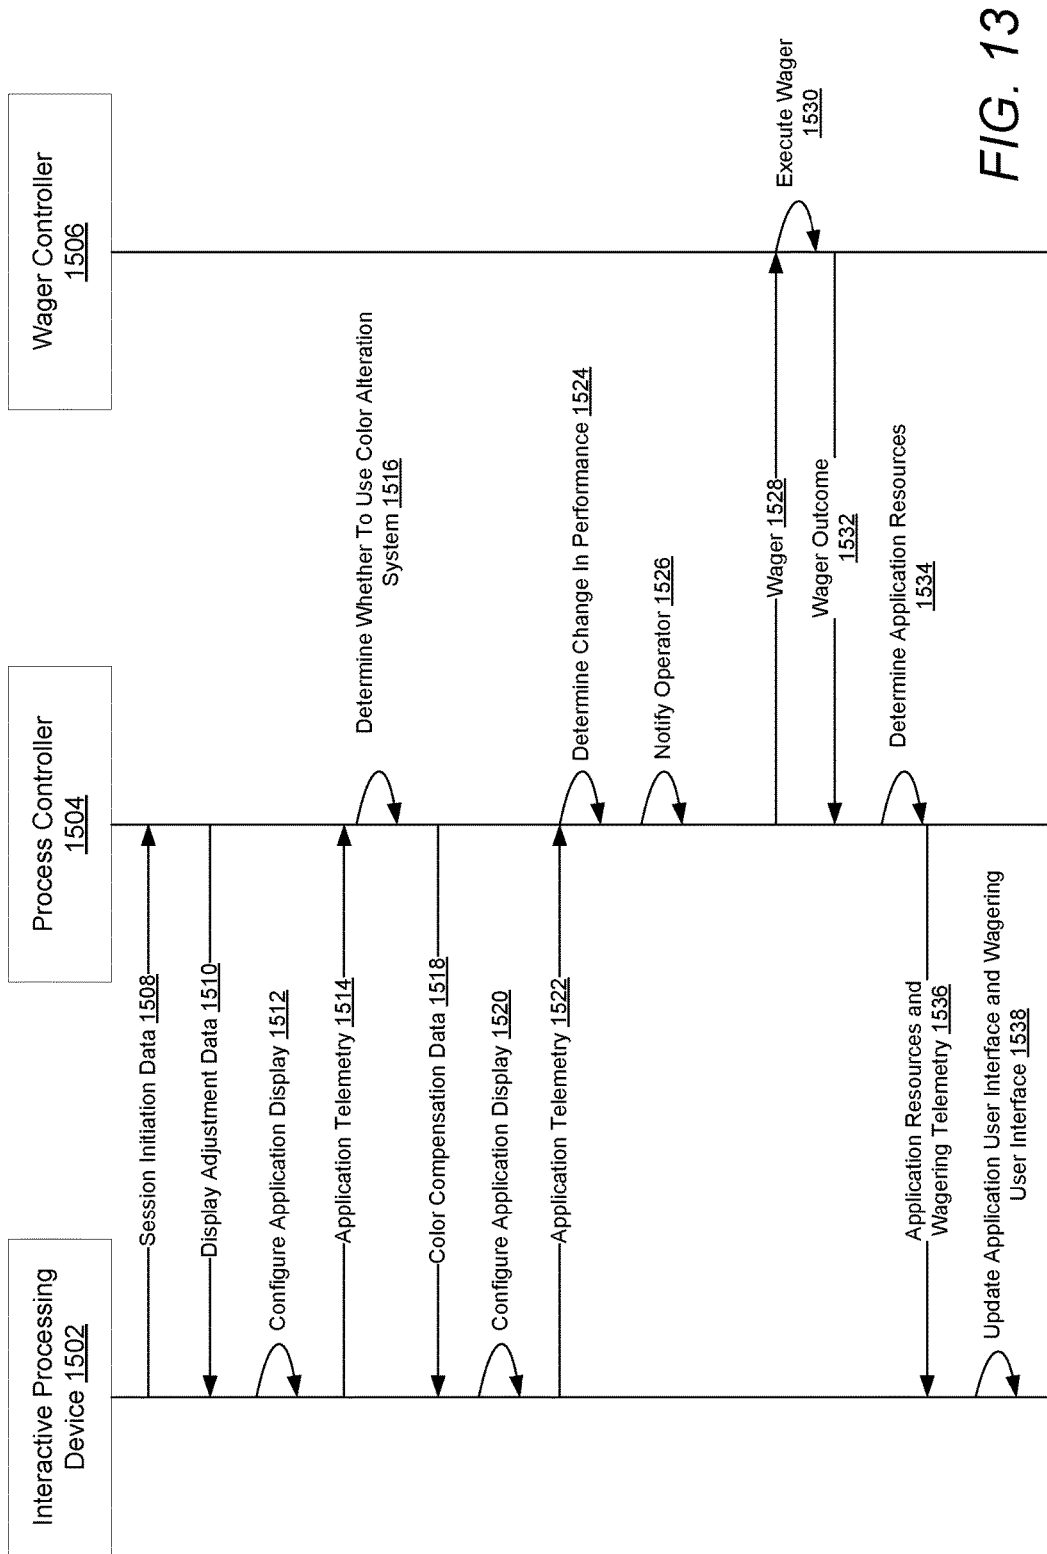 Interactive Processing
Device 1502
Process Controller
1504
Wager Controller
1506
Session Initiation Data 1508
Display Adjustment Data 1510
Configure Application Display 1512
Application Telemetry 1514
Determine Whether To Use Color Alteration
System 1516
Color Compensation Data 1518
Configure Application Display 1520
Application Telemetry 1522
Determine Change In Performance 1524
Notify Operator 1526
Wager 1528
Execute Wager
1530
Wager Outcome
1532
Determine Application Resources
1534
Application Resources and
Wagering Telemetry 1536
Update Application User Interface and Wagering
User Interface 1538
FIG. 13